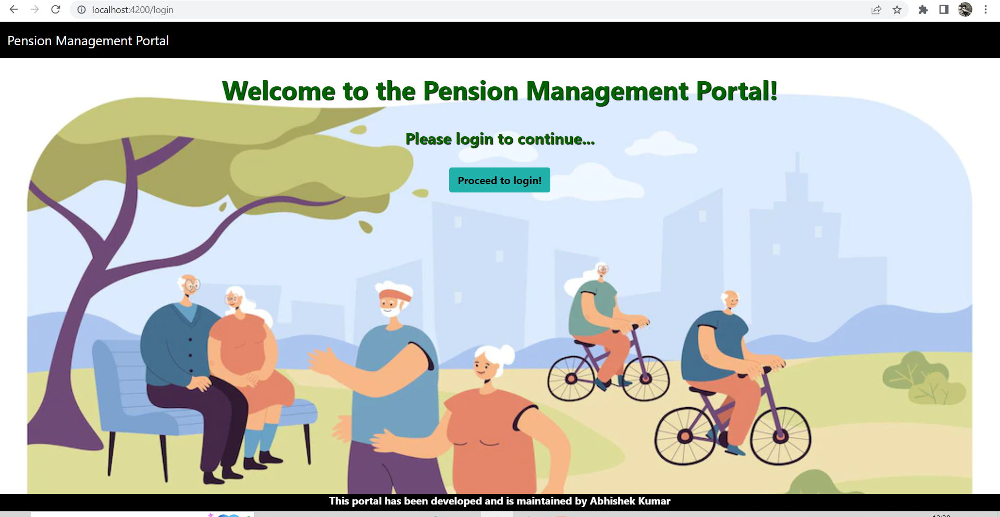 localhost:4200/login
Pension Management Portal
Welcome to the Pension Management Portal!
Please login to continue...
Proceed to login!
This portal has been developed and is maintained by Abhishek Kumar